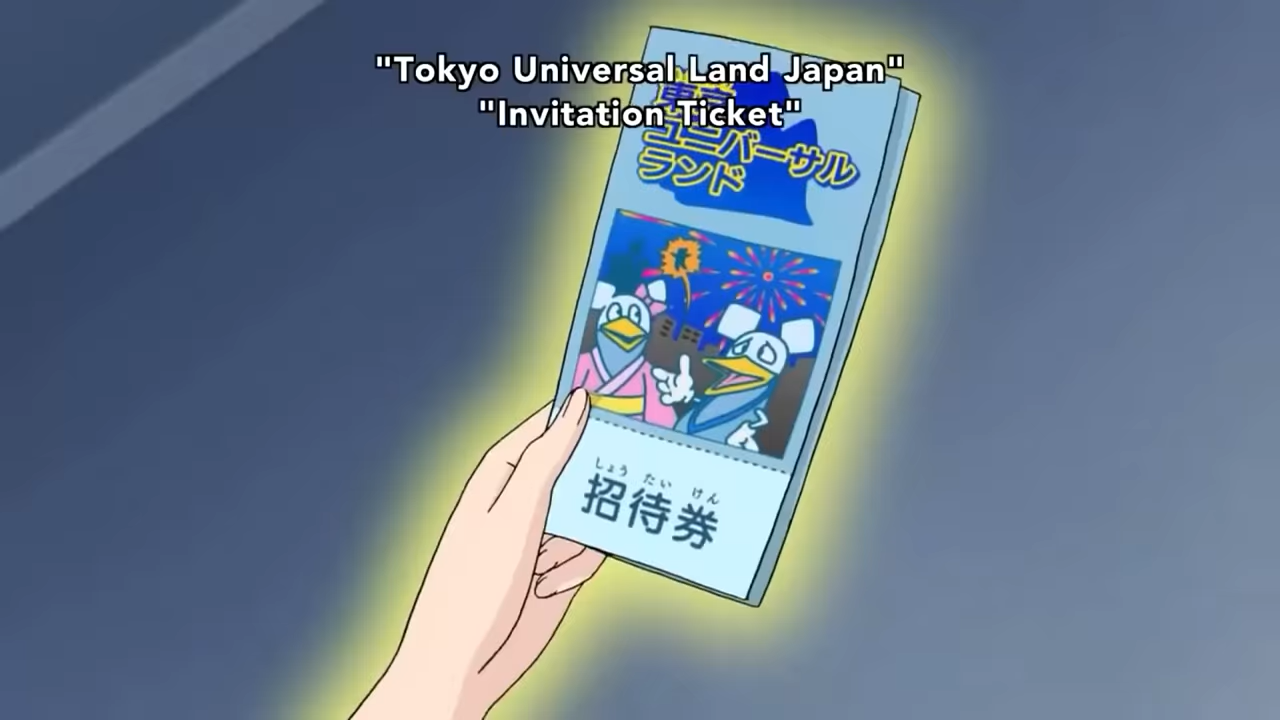 "Tokyo Universal Land Japan"
"Invitation Ticket"
東京
ユニバーサル
ランド
しょう たい けん
招待券